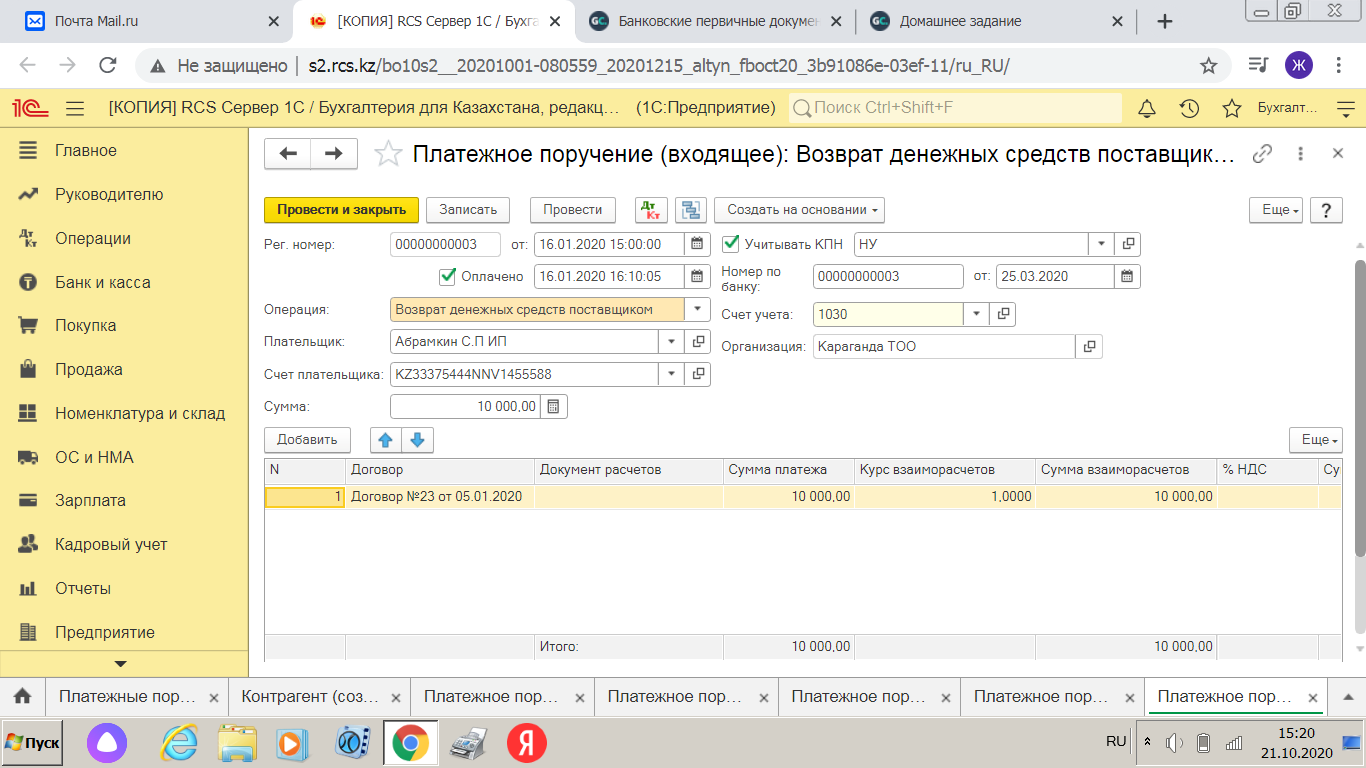 Почта Mail.ru
[КОПИЯ] RCS Сервер 1С / Бухга
Банковские первичные докумен
Домашнее задание
Не защищено
s2.rcs.kz/bo10s2__20201001-080559_20201215_altyn_fboct20_3b91086e-03ef-11/ru_RU/
Ж
1С
[КОПИЯ] RCS Сервер 1С / Бухгалтерия для Казахстана, редакц... (1С:Предприятие)
Поиск Ctrl+Shift+F
Бухгалт...
Главное
Руководителю
Операции
Банк и касса
Покупка
Продажа
Номенклатура и склад
ОС и НМА
Зарплата
Кадровый учет
Отчеты
Предприятие
Платежное поручение (входящее): Возврат денежных средств поставщик...
Провести и закрыть Записать Провести Дт Кт Создать на основании Еще ?
Рег. номер: 00000000003 от: 16.01.2020 15:00:00 Учитывать КПН НУ
Оплачено 16.01.2020 16:10:05 Номер по банку: 00000000003 от: 25.03.2020
Операция: Возврат денежных средств поставщиком Счет учета: 1030
Плательщик: Абрамкин С.П ИП Организация: Караганда ТОО
Счет плательщика: KZ33375444NNV1455588
Сумма: 10 000,00
Добавить Еще
N Договор Документ расчетов Сумма платежа Курс взаиморасчетов Сумма взаиморасчетов % НДС Су
1 Договор №23 от 05.01.2020 10 000,00 1,0000 10 000,00
Итого: 10 000,00 10 000,00
Платежные пор...
Контрагент (соз...
Платежное пор...
Платежное пор...
Платежное пор...
Платежное пор...
Платежное пор...
Пуск
Я
RU
15:20
21.10.2020